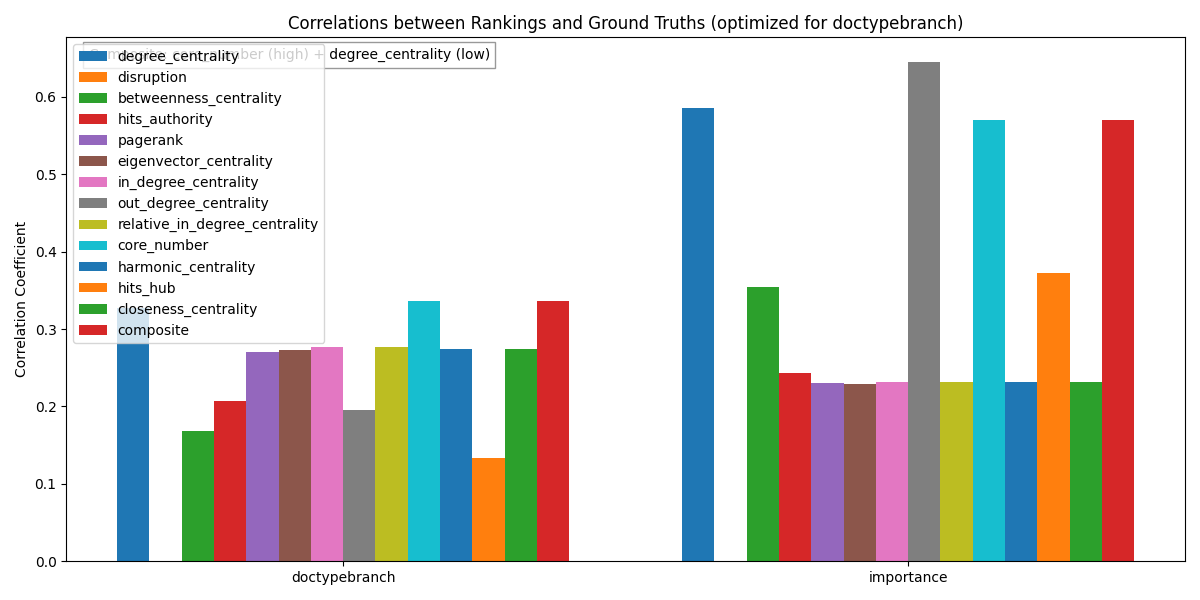 Correlations between Rankings and Ground Truths (optimized for doctypebranch)
Composite: core_number (high) + degree_centrality (low)
degree_centrality
disruption
betweenness_centrality
hits_authority
pagerank
eigenvector_centrality
in_degree_centrality
out_degree_centrality
relative_in_degree_centrality
core_number
harmonic_centrality
hits_hub
closeness_centrality
composite
Correlation Coefficient
0.6
0.5
0.4
0.3
0.2
0.1
0.0
doctypebranch
importance